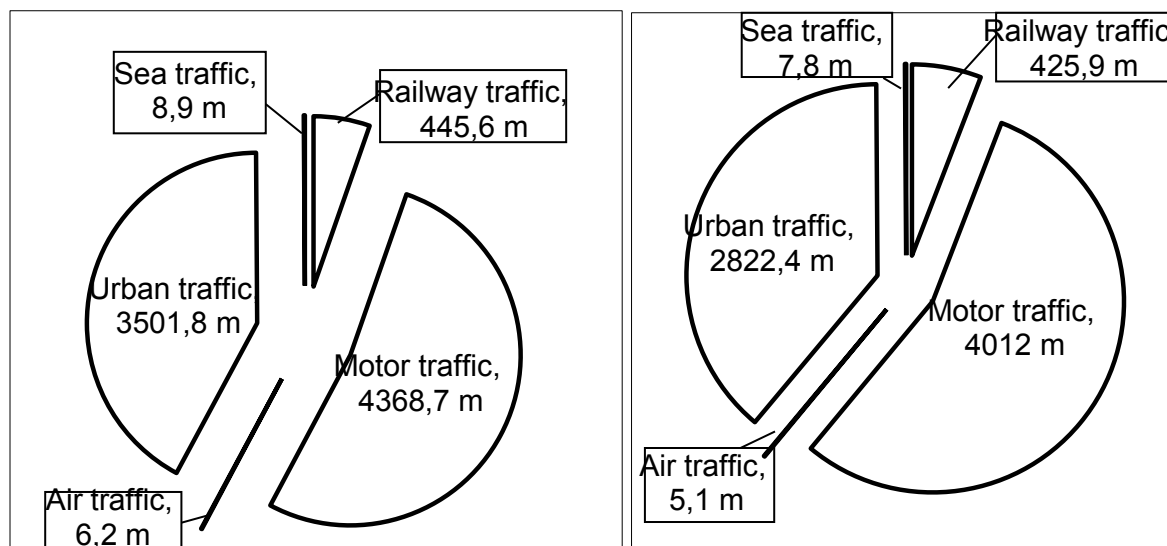 Sea traffic,
8,9 m
Railway traffic,
445,6 m
Urban traffic,
3501,8 m
Motor traffic,
4368,7 m
Air traffic,
6,2 m
Sea traffic,
7,8 m
Railway traffic,
425,9 m
Urban traffic,
2822,4 m
Motor traffic,
4012 m
Air traffic,
5,1 m